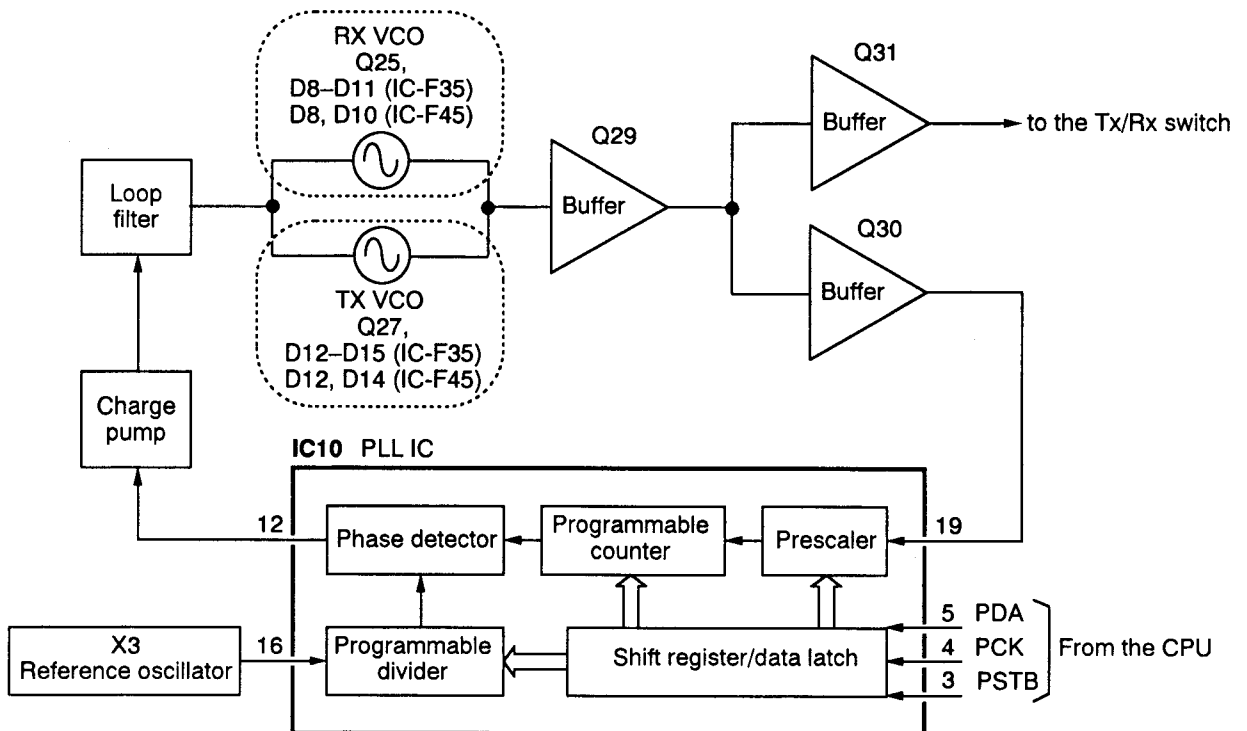 RX VCO
Q25,
D8–D11 (IC-F35)
D8, D10 (IC-F45)
Loop
filter
TX VCO
Q27,
D12–D15 (IC-F35)
D12, D14 (IC-F45)
Q29
Buffer
Q31
Buffer
to the Tx/Rx switch
Q30
Buffer
Charge
pump
IC10 PLL IC
12
Phase detector
Programmable
counter
Prescaler
19
X3
Reference oscillator
16
Programmable
divider
Shift register/data latch
5 PDA
4 PCK
3 PSTB
From the CPU